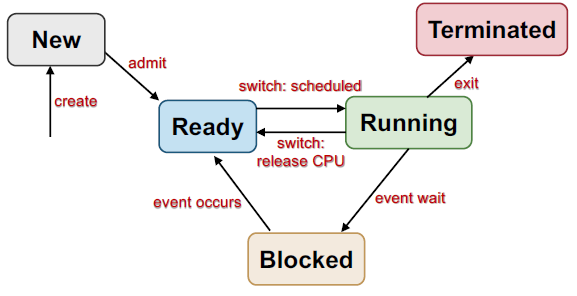 New
Terminated
admit
create
switch: scheduled
exit
Ready
Running
switch:
release CPU
event occurs
event wait
Blocked